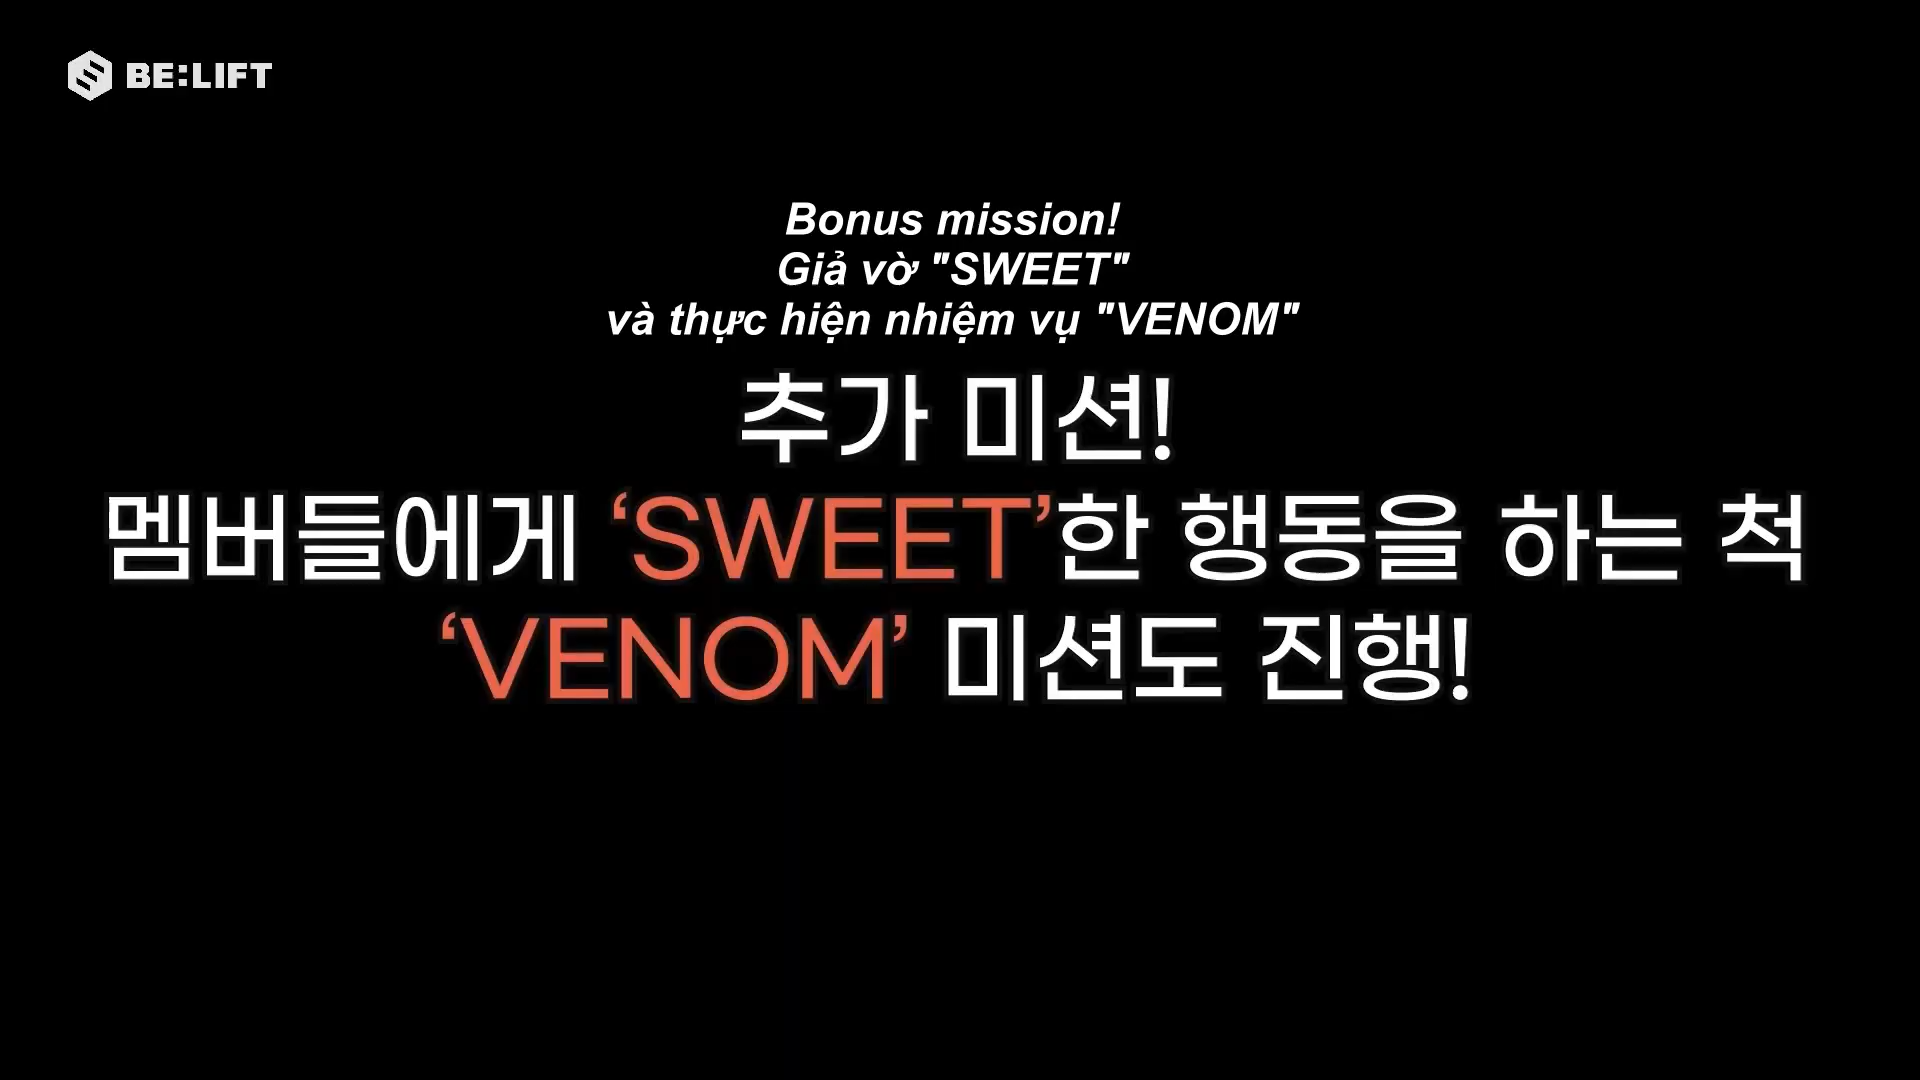 BE:LIFT
Bonus mission!
Giả vờ "SWEET"
và thực hiện nhiệm vụ "VENOM"
추가 미션!
멤버들에게 ‘SWEET’한 행동을 하는 척
‘VENOM’ 미션도 진행!